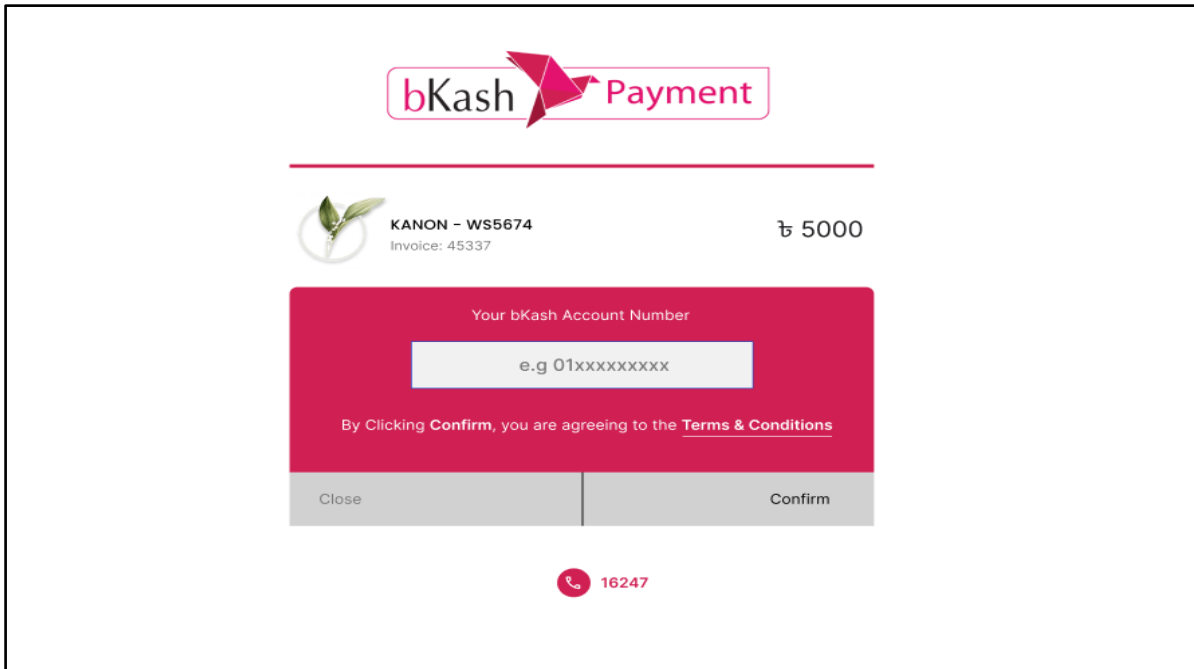 bKash Payment
KANON - WS5674
৳ 5000
Invoice: 45337
Your bKash Account Number
e.g 01xxxxxxxxx
By Clicking Confirm, you are agreeing to the Terms & Conditions
Close
Confirm
16247